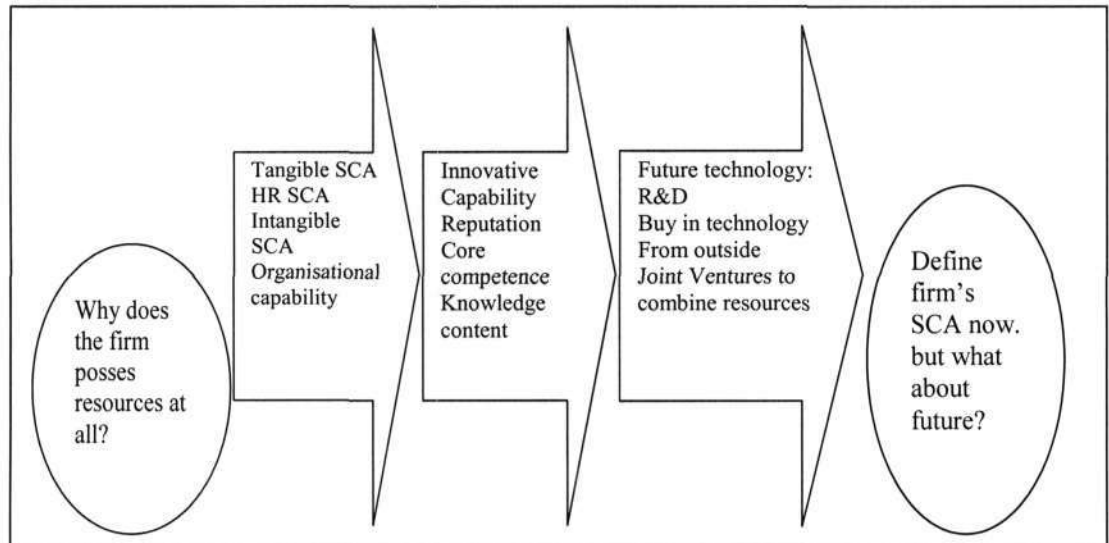 Why does
the firm
posses
resources at
all?
Tangible SCA
HR SCA
Intangible
SCA
Organisational
capability
Innovative
Capability
Reputation
Core
competence
Knowledge
content
Future technology:
R&D
Buy in technology
From outside
Joint Ventures to
combine resources
Define
firm's
SCA now.
but what
about
future?